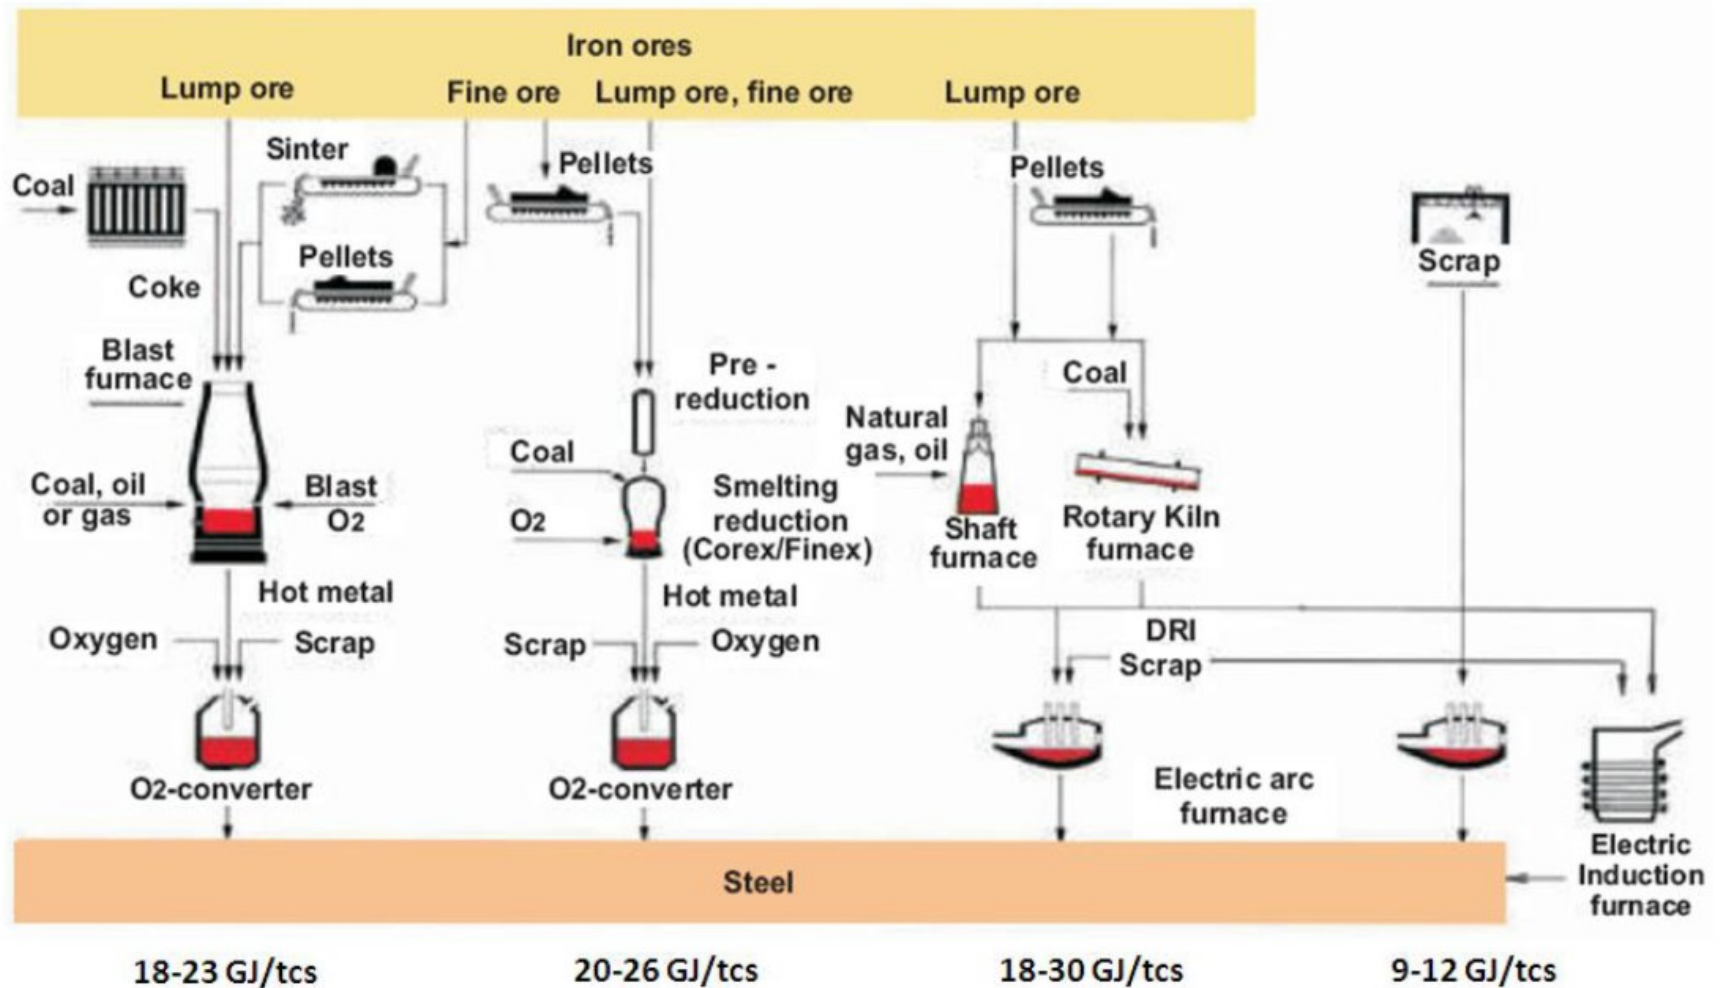 Iron ores
Lump ore
Fine ore
Lump ore, fine ore
Lump ore
Coal
Sinter
Pellets
Pellets
Pellets
Coke
Scrap
Blast
furnace
Pre -
reduction
Coal
Natural
gas, oil
Coal, oil
or gas
Blast
O2
Coal
O2
Smelting
reduction
(Corex/Finex)
Shaft
furnace
Rotary Kiln
furnace
Hot metal
Hot metal
Oxygen
Scrap
Scrap
Oxygen
DRI
Scrap
O2-converter
O2-converter
Electric arc
furnace
Electric
Induction
furnace
Steel
18-23 GJ/tcs
20-26 GJ/tcs
18-30 GJ/tcs
9-12 GJ/tcs